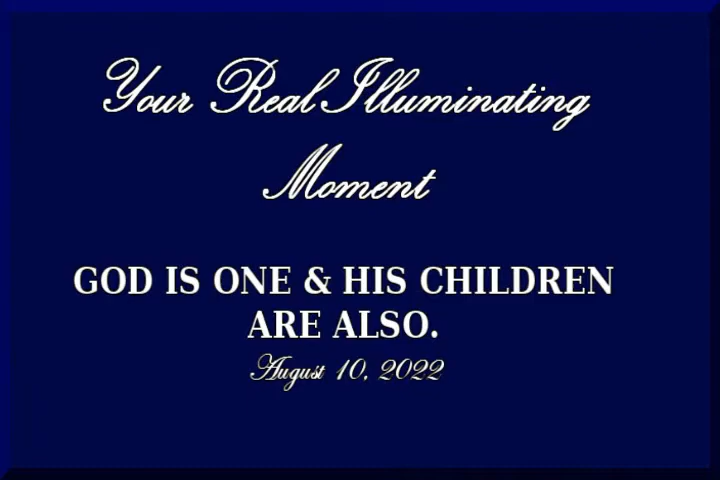 Your Real Illuminating
Moment
GOD IS ONE & HIS CHILDREN
ARE ALSO.
August 10, 2022